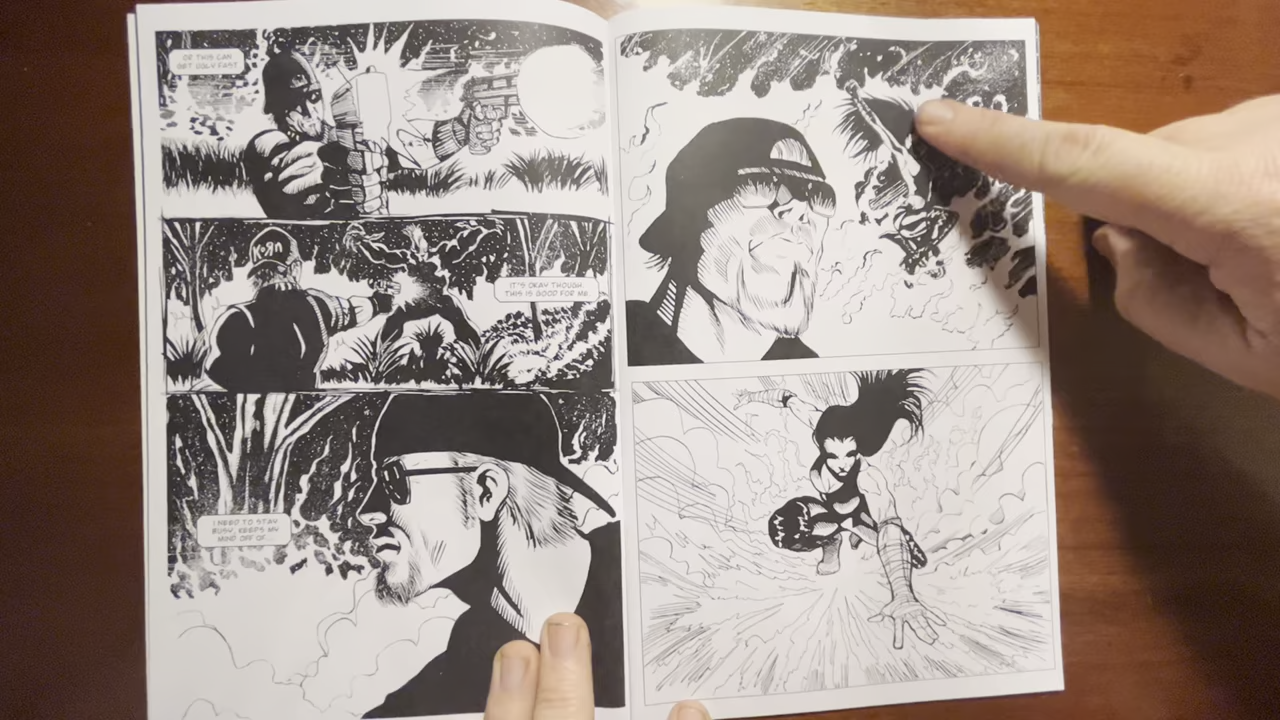 OR THIS CAN
GET UGLY FAST.
KoЯn
IT'S OKAY THOUGH.
THIS IS GOOD FOR ME.
I NEED TO STAY
BUSY, KEEPS MY
MIND OFF OF...